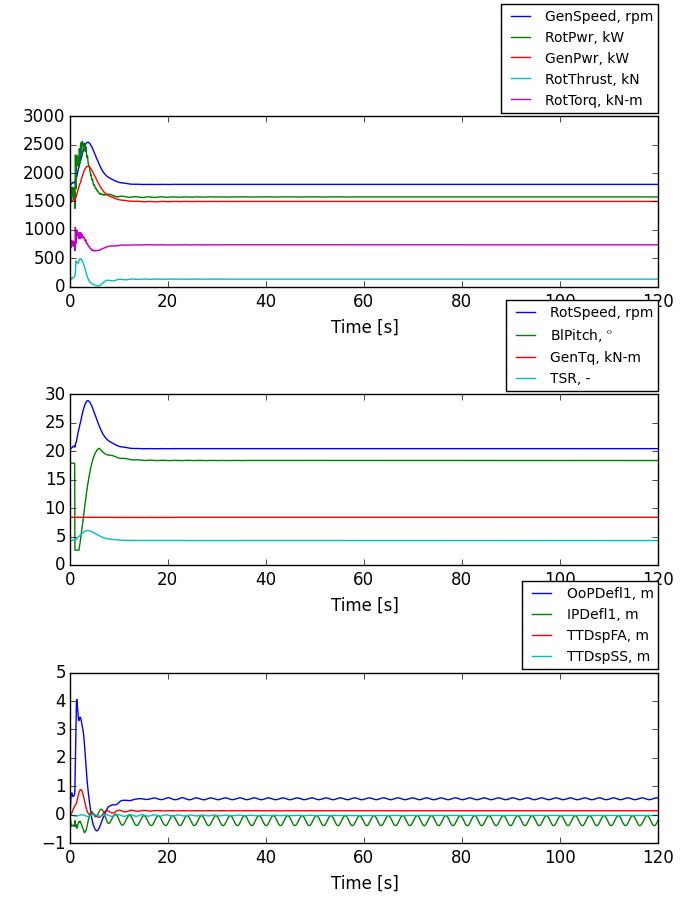 GenSpeed, rpm
RotPwr, kW
GenPwr, kW
RotThrust, kN
RotTorq, kN-m
3000
2500
2000
1500
1000
500
0
0 20 40 60 80 100 120
Time [s]
RotSpeed, rpm
BlPitch, °
GenTq, kN-m
TSR, -
30
25
20
15
10
5
0
0 20 40 60 80 100 120
Time [s]
OoPDefl1, m
IPDefl1, m
TTDspFA, m
TTDspSS, m
5
4
3
2
1
0
−1
0 20 40 60 80 100 120
Time [s]